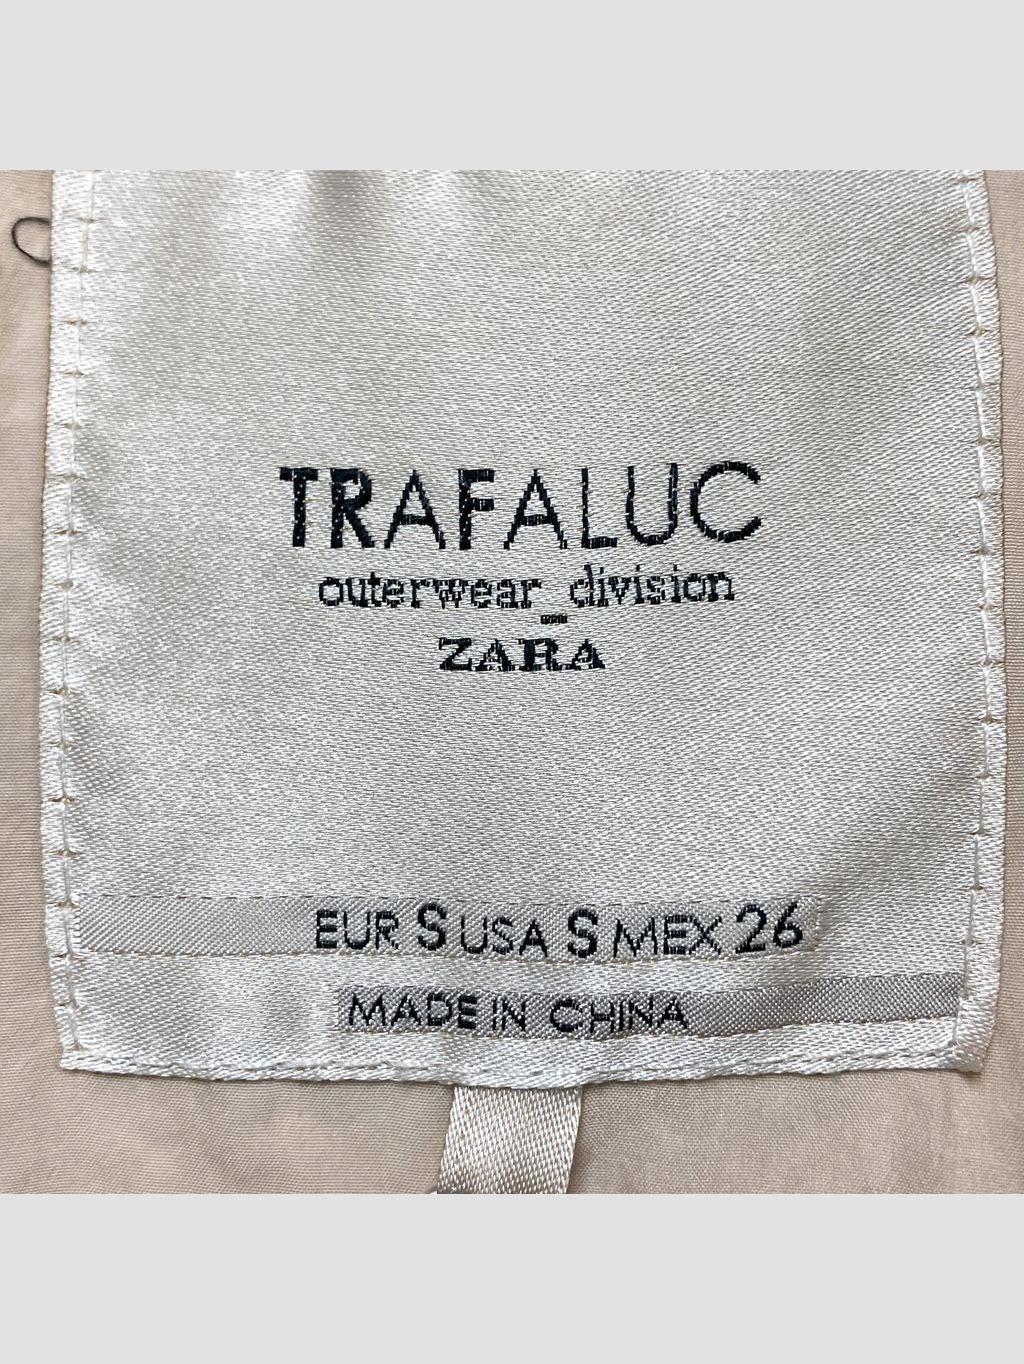 TRAFALUC
outerwear_division
ZARA
EUR S USA S MEX 26
MADE IN CHINA